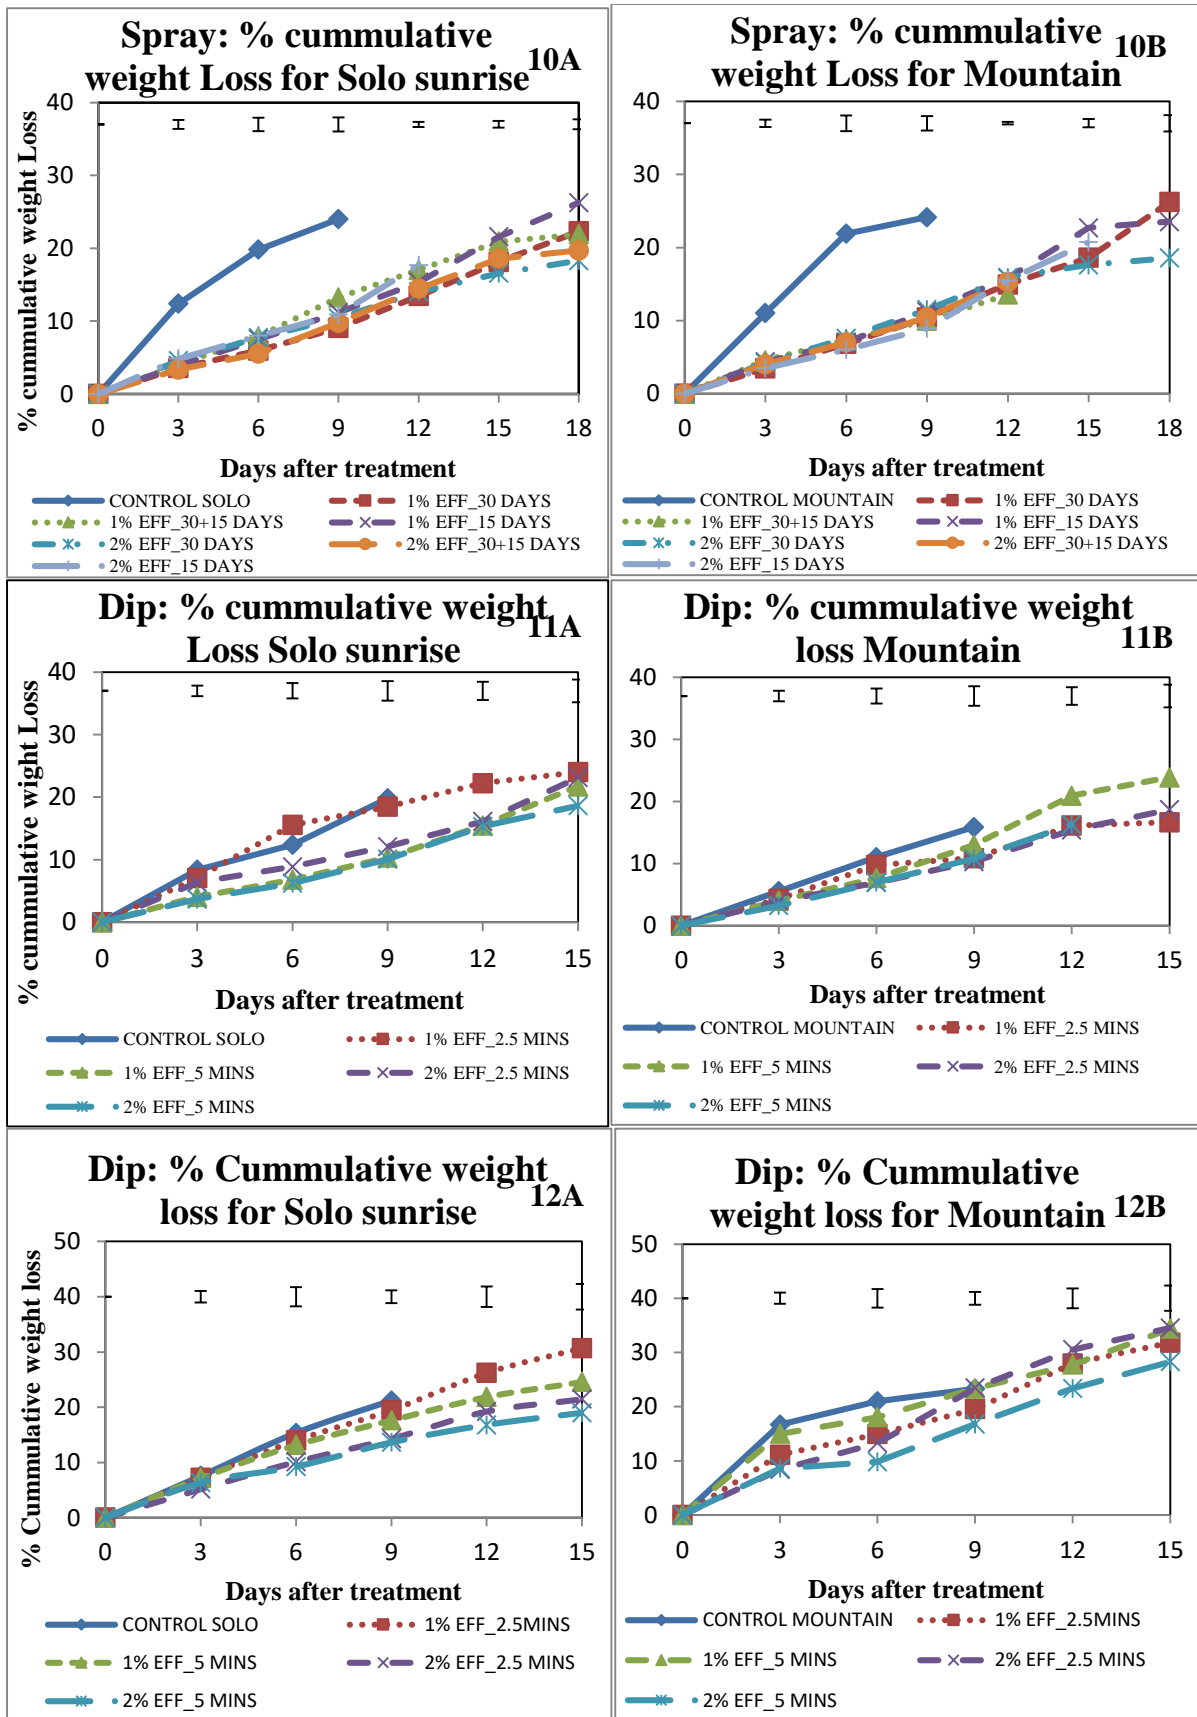 Spray: % cummulative
weight Loss for Solo sunrise
10A
% cummulative weight Loss
40
30
20
10
0
0 3 6 9 12 15 18
Days after treatment
CONTROL SOLO
1% EFF_30 DAYS
1% EFF_30+15 DAYS
1% EFF_15 DAYS
2% EFF_30 DAYS
2% EFF_30+15 DAYS
2% EFF_15 DAYS
Spray: % cummulative
weight Loss for Mountain
10B
40
30
20
10
0
0 3 6 9 12 15 18
Days after treatment
CONTROL MOUNTAIN
1% EFF_30 DAYS
1% EFF_30+15 DAYS
1% EFF_15 DAYS
2% EFF_30 DAYS
2% EFF_30+15 DAYS
2% EFF_15 DAYS
Dip: % cummulative weight
Loss Solo sunrise
11A
% cummulative wight Loss
40
30
20
10
0
0 3 6 9 12 15
Days after treatment
CONTROL SOLO
1% EFF_2.5 MINS
1% EFF_5 MINS
2% EFF_2.5 MINS
2% EFF_5 MINS
Dip: % cummulative weight
loss Mountain
11B
40
30
20
10
0
0 3 6 9 12 15
Days after treatment
CONTROL MOUNTAIN
1% EFF_2.5 MINS
1% EFF_5 MINS
2% EFF_2.5 MINS
2% EFF_5 MINS
Dip: % Cummulative weight
loss for Solo sunrise
12A
% Cummulative weight loss
50
40
30
20
10
0
0 3 6 9 12 15
Days after treatment
CONTROL SOLO
1% EFF_2.5MINS
1% EFF_5 MINS
2% EFF_2.5 MINS
2% EFF_5 MINS
Dip: % Cummulative
weight loss for Mountain
12B
50
40
30
20
10
0
0 3 6 9 12 15
Days after treatment
CONTROL MOUNTAIN
1% EFF_2.5MINS
1% EFF_5 MINS
2% EFF_2.5 MINS
2% EFF_5 MINS